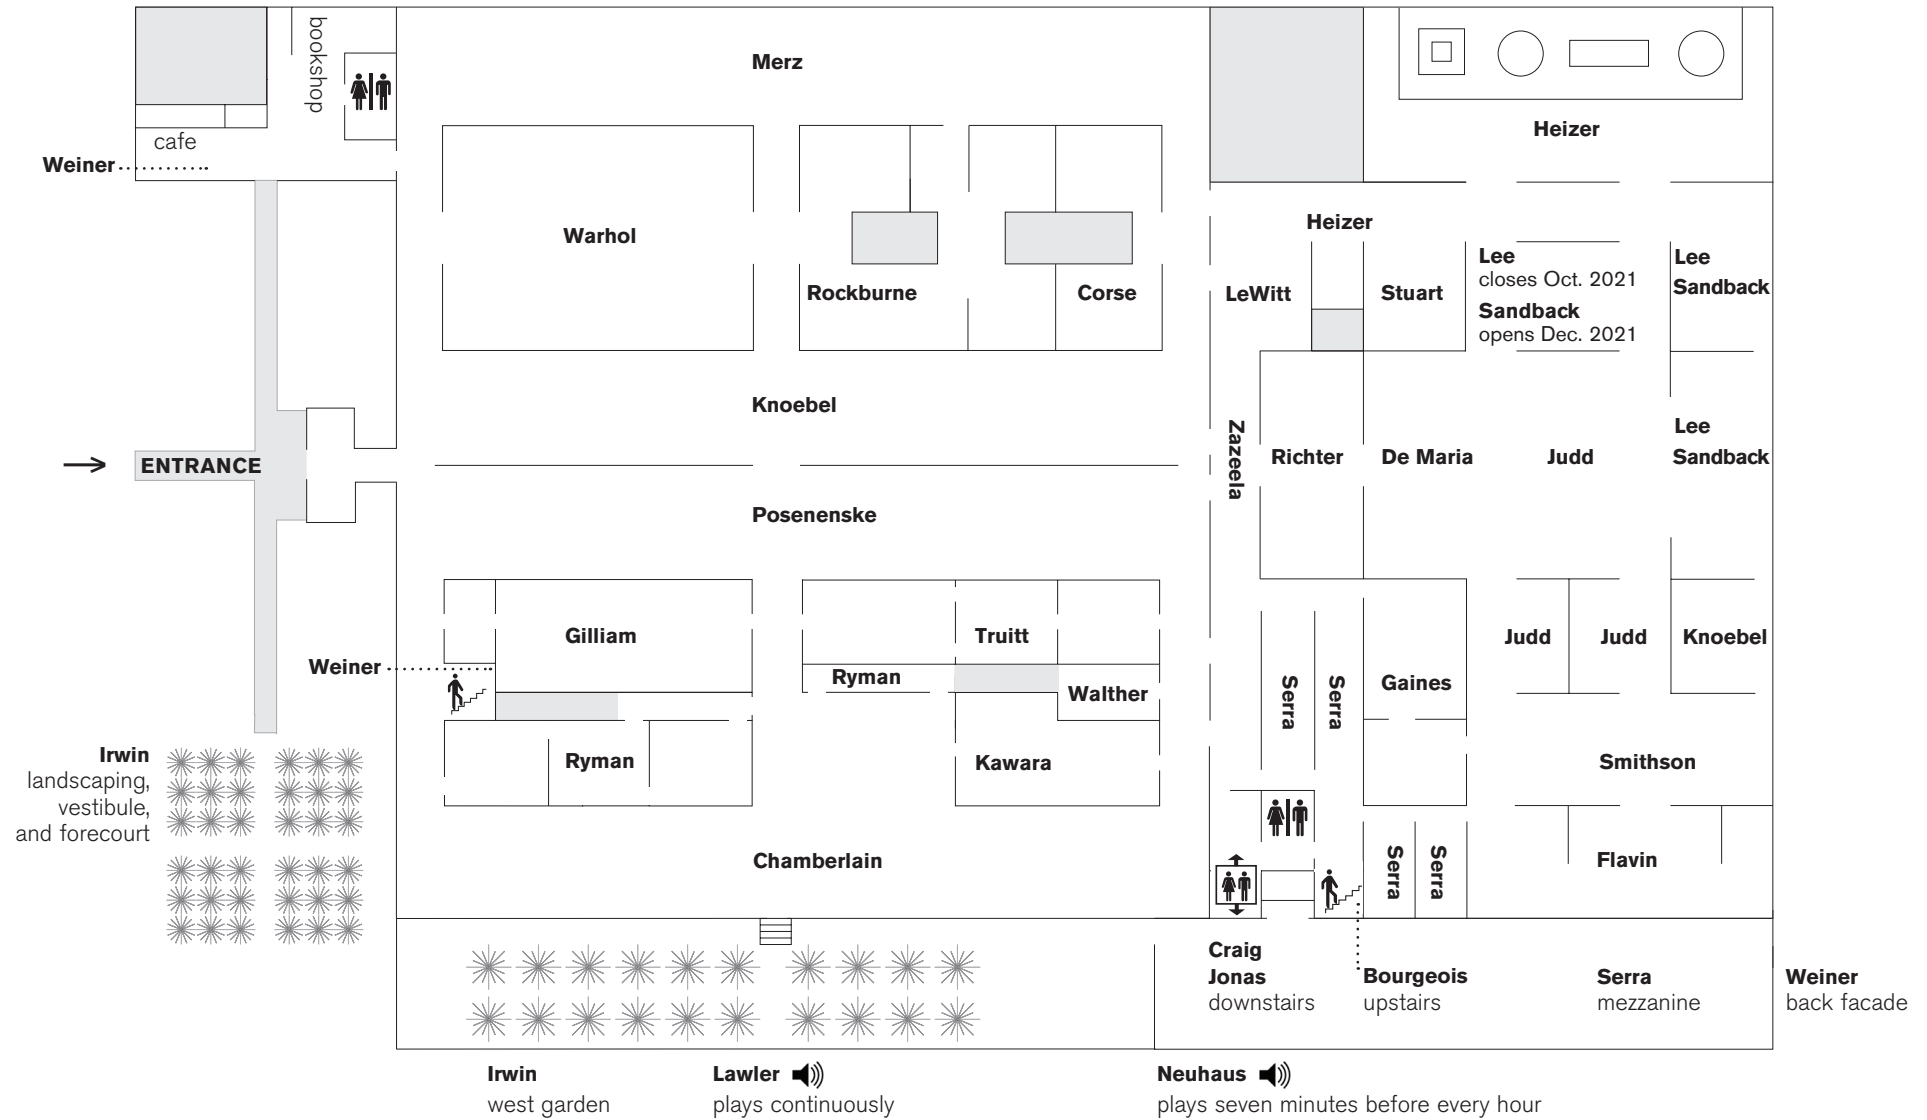 bookshop
Merz
Heizer
cafe
Weiner
Heizer
Warhol
Lee
closes Oct. 2021
Sandback
opens Dec. 2021
Lee
Sandback
Rockburne
Corse
LeWitt
Stuart
Knoebel
Zazeela
Lee
Sandback
ENTRANCE
Richter
De Maria
Judd
Posenenske
Gilliam
Truitt
Judd
Judd
Knoebel
Weiner
Ryman
Walther
Serra
Serra
Gaines
Irwin
landscaping,
vestibule,
and forecourt
Ryman
Kawara
Smithson
Chamberlain
Serra
Serra
Flavin
Craig
Jonas
downstairs
Bourgeois
upstairs
Serra
mezzanine
Weiner
back facade
Irwin
west garden
Lawler
plays continuously
Neuhaus
plays seven minutes before every hour